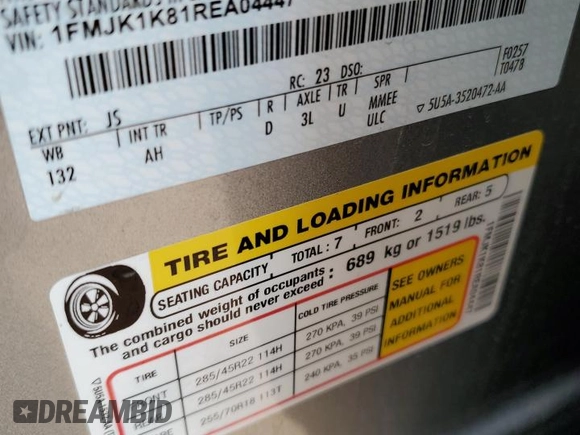 SAFETY STANDARDS
VIN: 1FMJK1K81REA04447
EXT PNT: JS RC: 23 DSO:
WB INT TR TP/PS R AXLE TR SPR F0257
132 AH D 3L U MMEE T0478
ULC ▽ 5U5A-3520472-AA
TIRE AND LOADING INFORMATION
SEATING CAPACITY TOTAL: 7 FRONT: 2 REAR: 5
The combined weight of occupants and cargo should never exceed : 689 kg or 1519 lbs.
TIRE SIZE COLD TIRE PRESSURE
285/45R22 114H 270 KPA, 39 PSI
285/45R22 114H 270 KPA, 39 PSI
255/70R18 113T 240 KPA, 35 PSI
SEE OWNERS
MANUAL FOR
ADDITIONAL
INFORMATION
DREAMBID